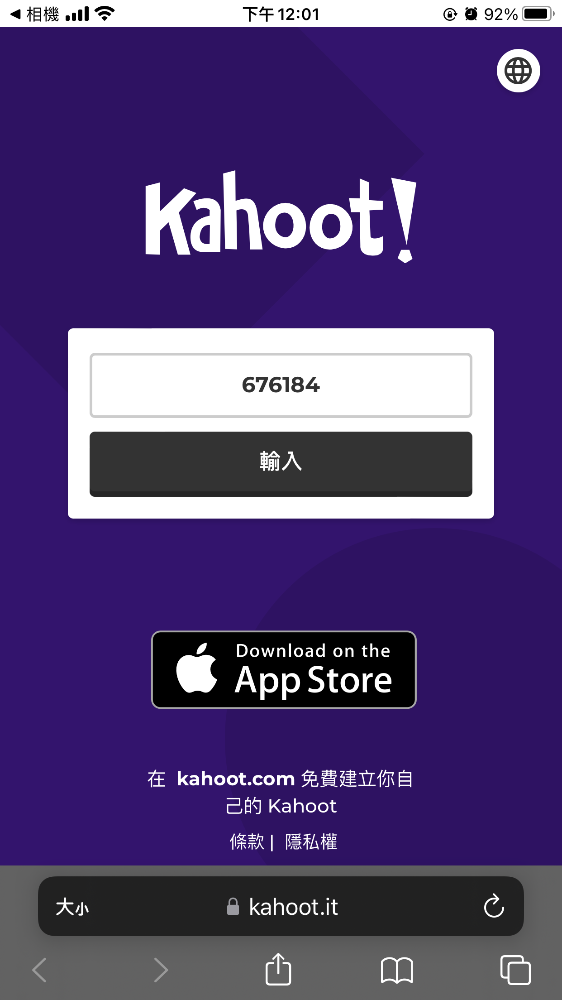 相機
下午 12:01
92%
Kahoot!
676184
輸入
Download on the
App Store
在 kahoot.com 免費建立你自
己的 Kahoot
條款 | 隱私權
大小
kahoot.it